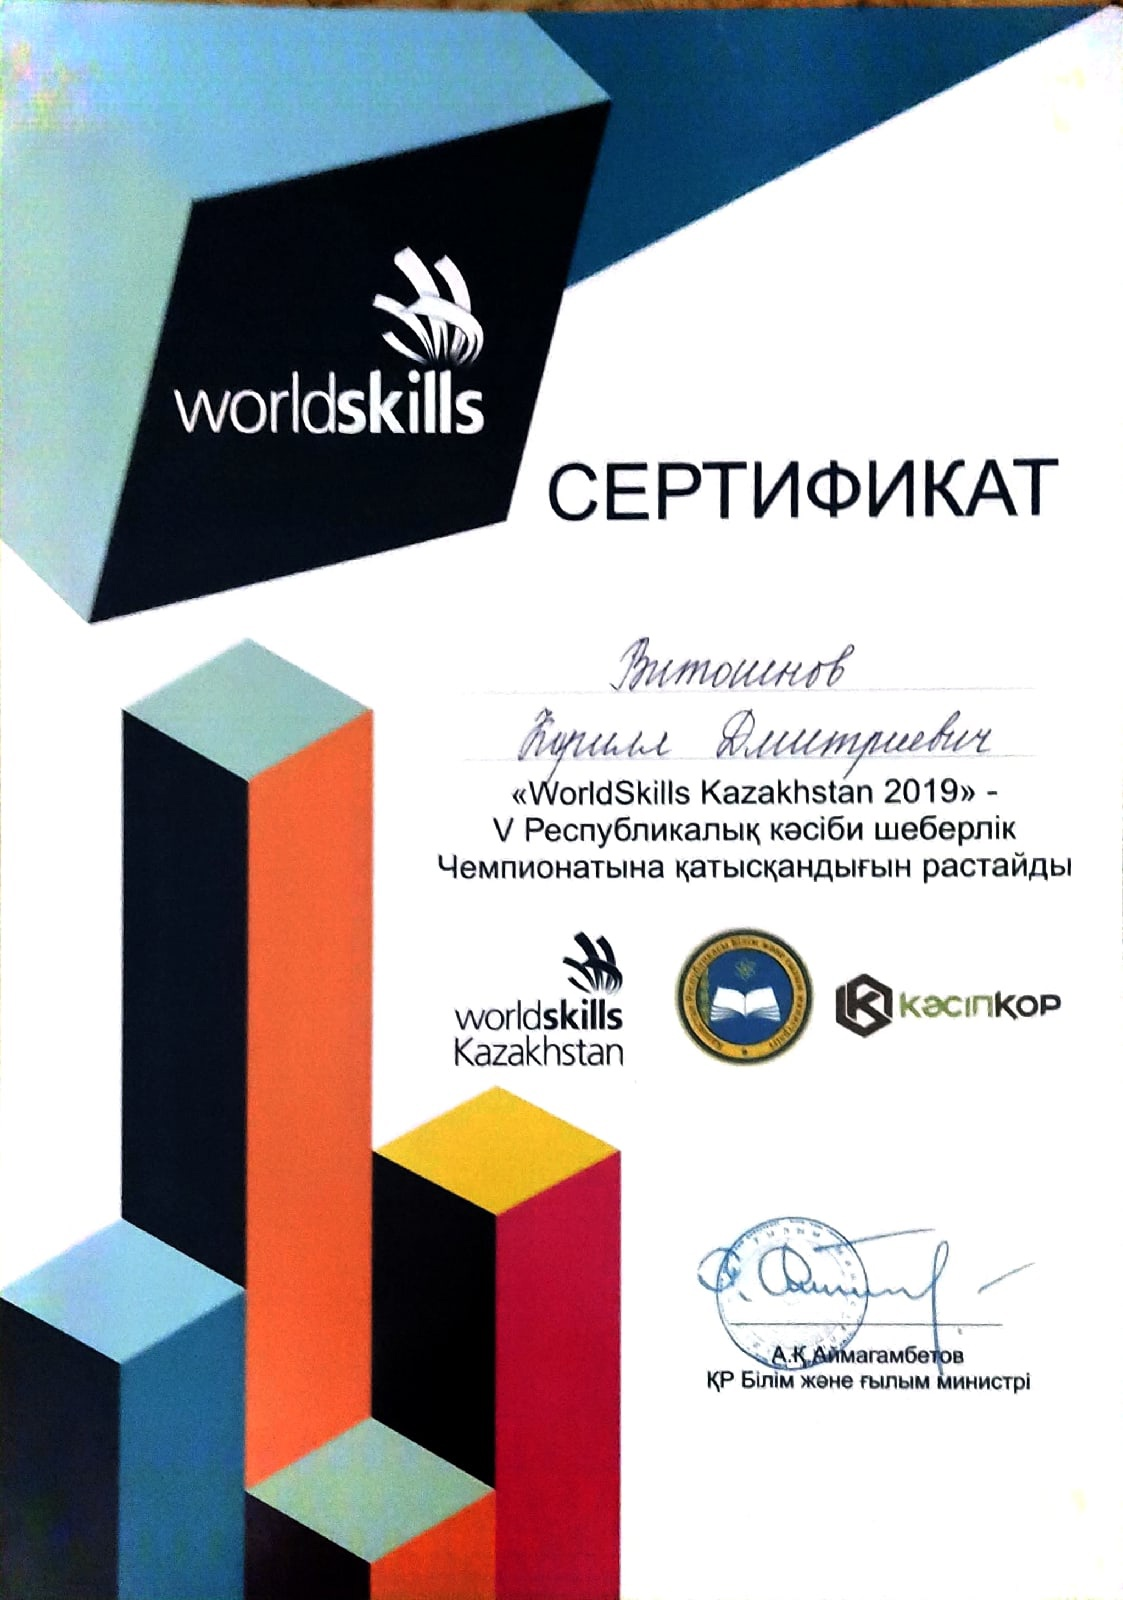 worldskills
СЕРТИФИКАТ
Витошнов
Кирилл Дмитриевич
«WorldSkills Kazakhstan 2019» -
V Республикалық кәсіби шеберлік
Чемпионатына қатысқандығын растайды
worldskills
Kazakhstan
кәсіпқор
А.Қ.Аймагамбетов
ҚР Білім және ғылым министрі